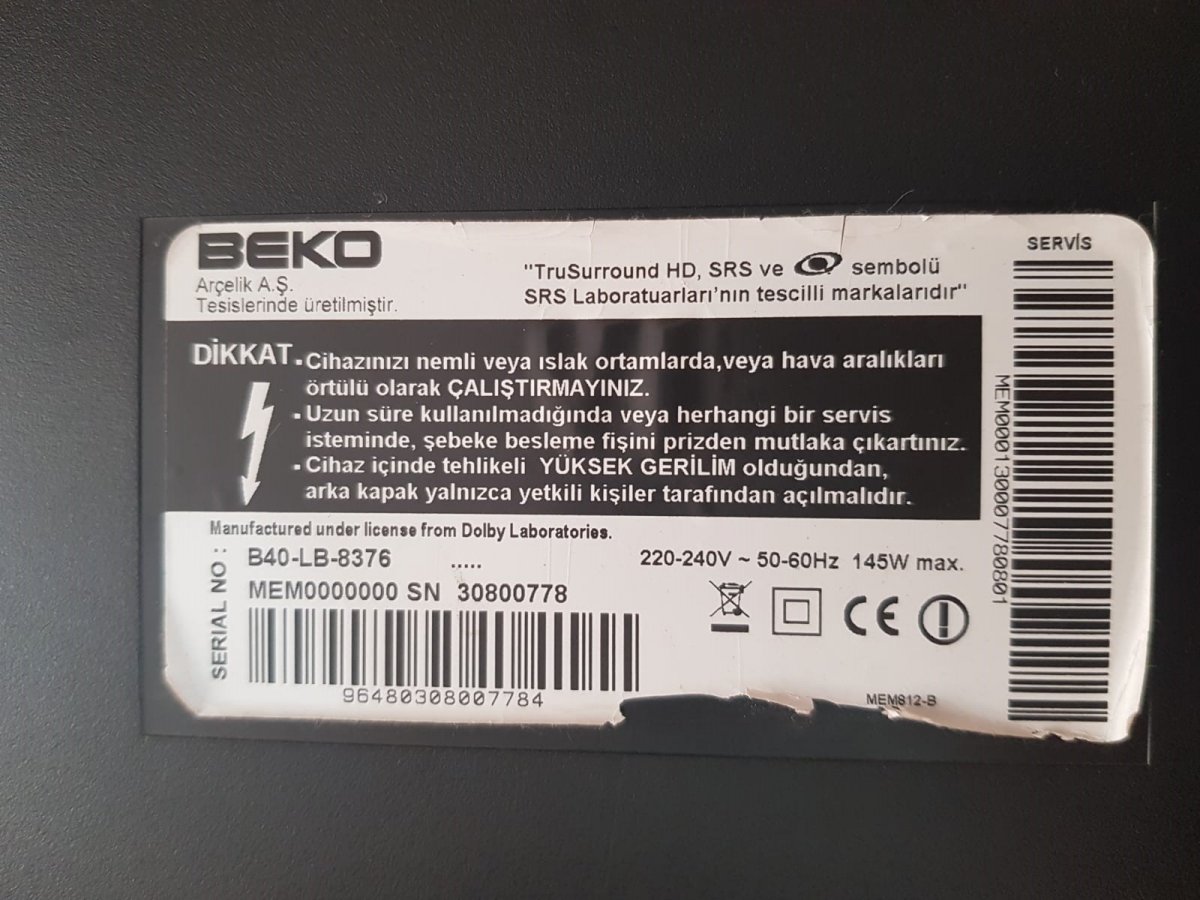 BEKO
Arçelik A.Ş.
Tesislerinde üretilmiştir.
"TruSurround HD, SRS ve sembolü
SRS Laboratuarları'nın tescilli markalarıdır"
SERVİS
DİKKAT
▪ Cihazınızı nemli veya ıslak ortamlarda,veya hava aralıkları
örtülü olarak ÇALIŞTIRMAYINIZ.
▪ Uzun süre kullanılmadığında veya herhangi bir servis
isteminde, şebeke besleme fişini prizden mutlaka çıkartınız.
▪ Cihaz içinde tehlikeli YÜKSEK GERİLİM olduğundan,
arka kapak yalnızca yetkili kişiler tarafından açılmalıdır.
MEM000130007780801
Manufactured under license from Dolby Laboratories.
SERIAL NO :
B40-LB-8376 .....
220-240V ~ 50-60Hz 145W max.
MEM0000000 SN 30800778
CE
96480308007784
MEM812-B